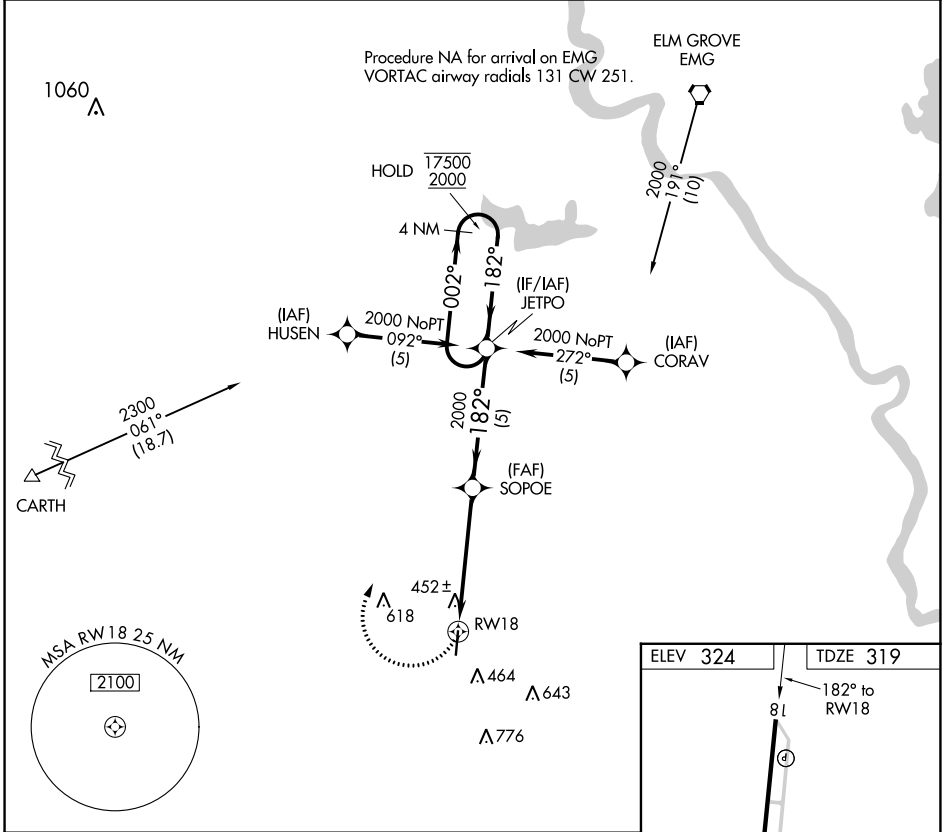 Procedure NA for arrival on EMG
VORTAC airway radials 131 CW 251.
ELM GROVE
EMG
1060
2000
191°
(10)
HOLD
17500
2000
4 NM
002°
182°
(IF/IAF)
JETPO
(IAF)
HUSEN
2000 NoPT
092°
(5)
2000 NoPT
272°
(5)
(IAF)
CORAV
2300
061°
(18.7)
CARTH
2000
182°
(5)
(FAF)
SOPOE
452±
618
RW18
464
643
776
MSA RW18 25 NM
2100
ELEV 324
TDZE 319
182° to
RW18
18
P